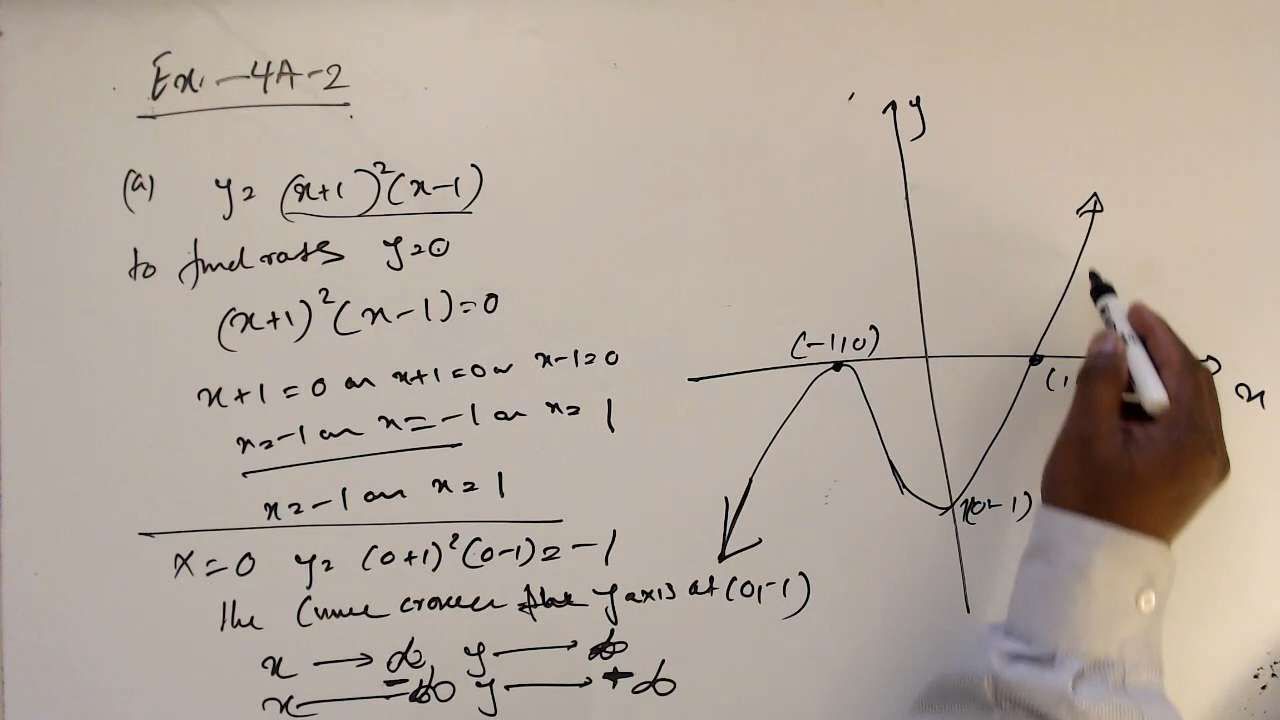 Ex. -4A-2
(a) y= (x+1)²(x-1)
to find roots y=0
(x+1)²(x-1)=0
x+1=0 or x+1=0 or x-1=0
x=-1 or x=-1 or x=1
x=-1 or x=1
x=0 y= (0+1)²(0-1)=-1
the Curve crosses the y axis at (0,-1)
x → ∞ y →
x y → +∞
y
(-1,0)
(1
x
(0-1)